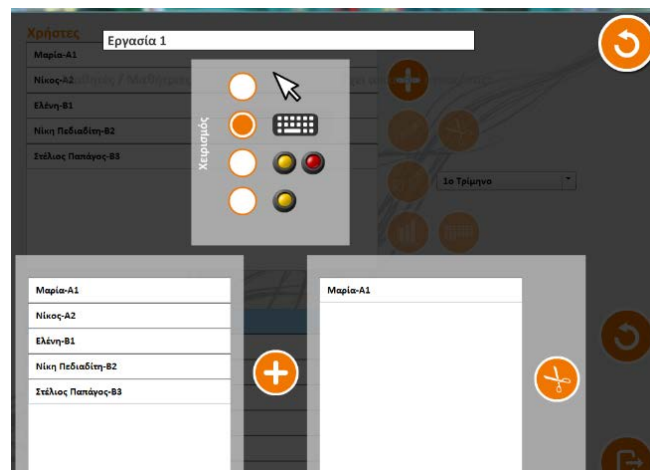 Χρήστες
Εργασία 1
Μαρία-Α1
Νίκος-Α2
Ελένη-Β1
Νίκη Πεδιαδίτη-Β2
Στέλιος Παπάγος-Β3
Χειρισμός
1ο Τρίμηνο
Μαρία-Α1
Νίκος-Α2
Ελένη-Β1
Νίκη Πεδιαδίτη-Β2
Στέλιος Παπάγος-Β3
Μαρία-Α1